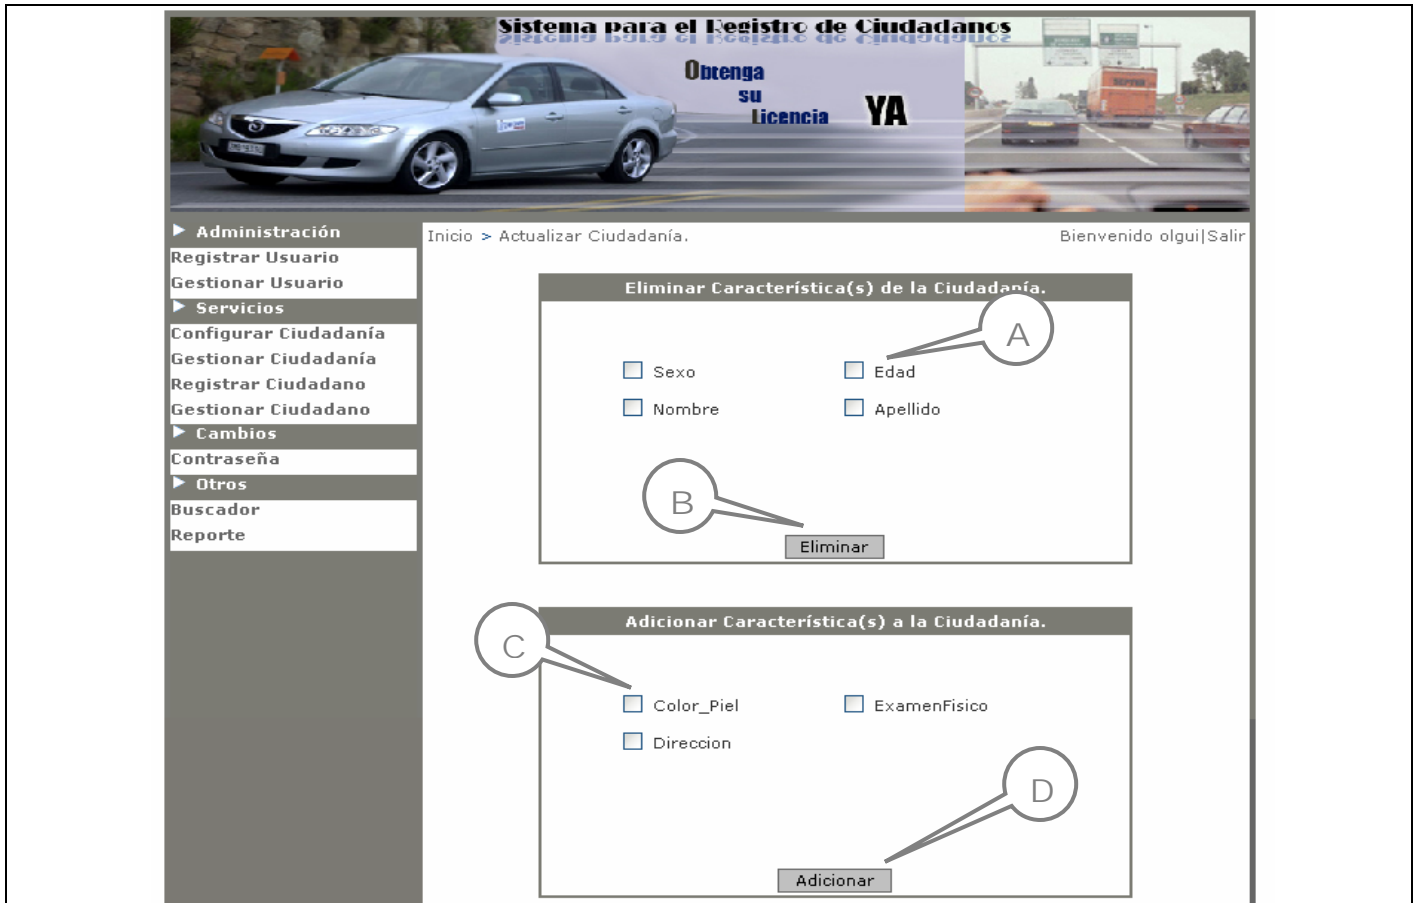 Sistema para el Registro de Ciudadanos
Obtenga
su
Licencia
YA
Administración
Registrar Usuario
Gestionar Usuario
Servicios
Configurar Ciudadanía
Gestionar Ciudadanía
Registrar Ciudadano
Gestionar Ciudadano
Cambios
Contraseña
Otros
Buscador
Reporte
Inicio > Actualizar Ciudadanía.
Bienvenido olgui|Salir
Eliminar Característica(s) de la Ciudadanía.
A
Sexo
Edad
Nombre
Apellido
B
Eliminar
Adicionar Característica(s) a la Ciudadanía.
C
Color_Piel
ExamenFisico
Direccion
D
Adicionar